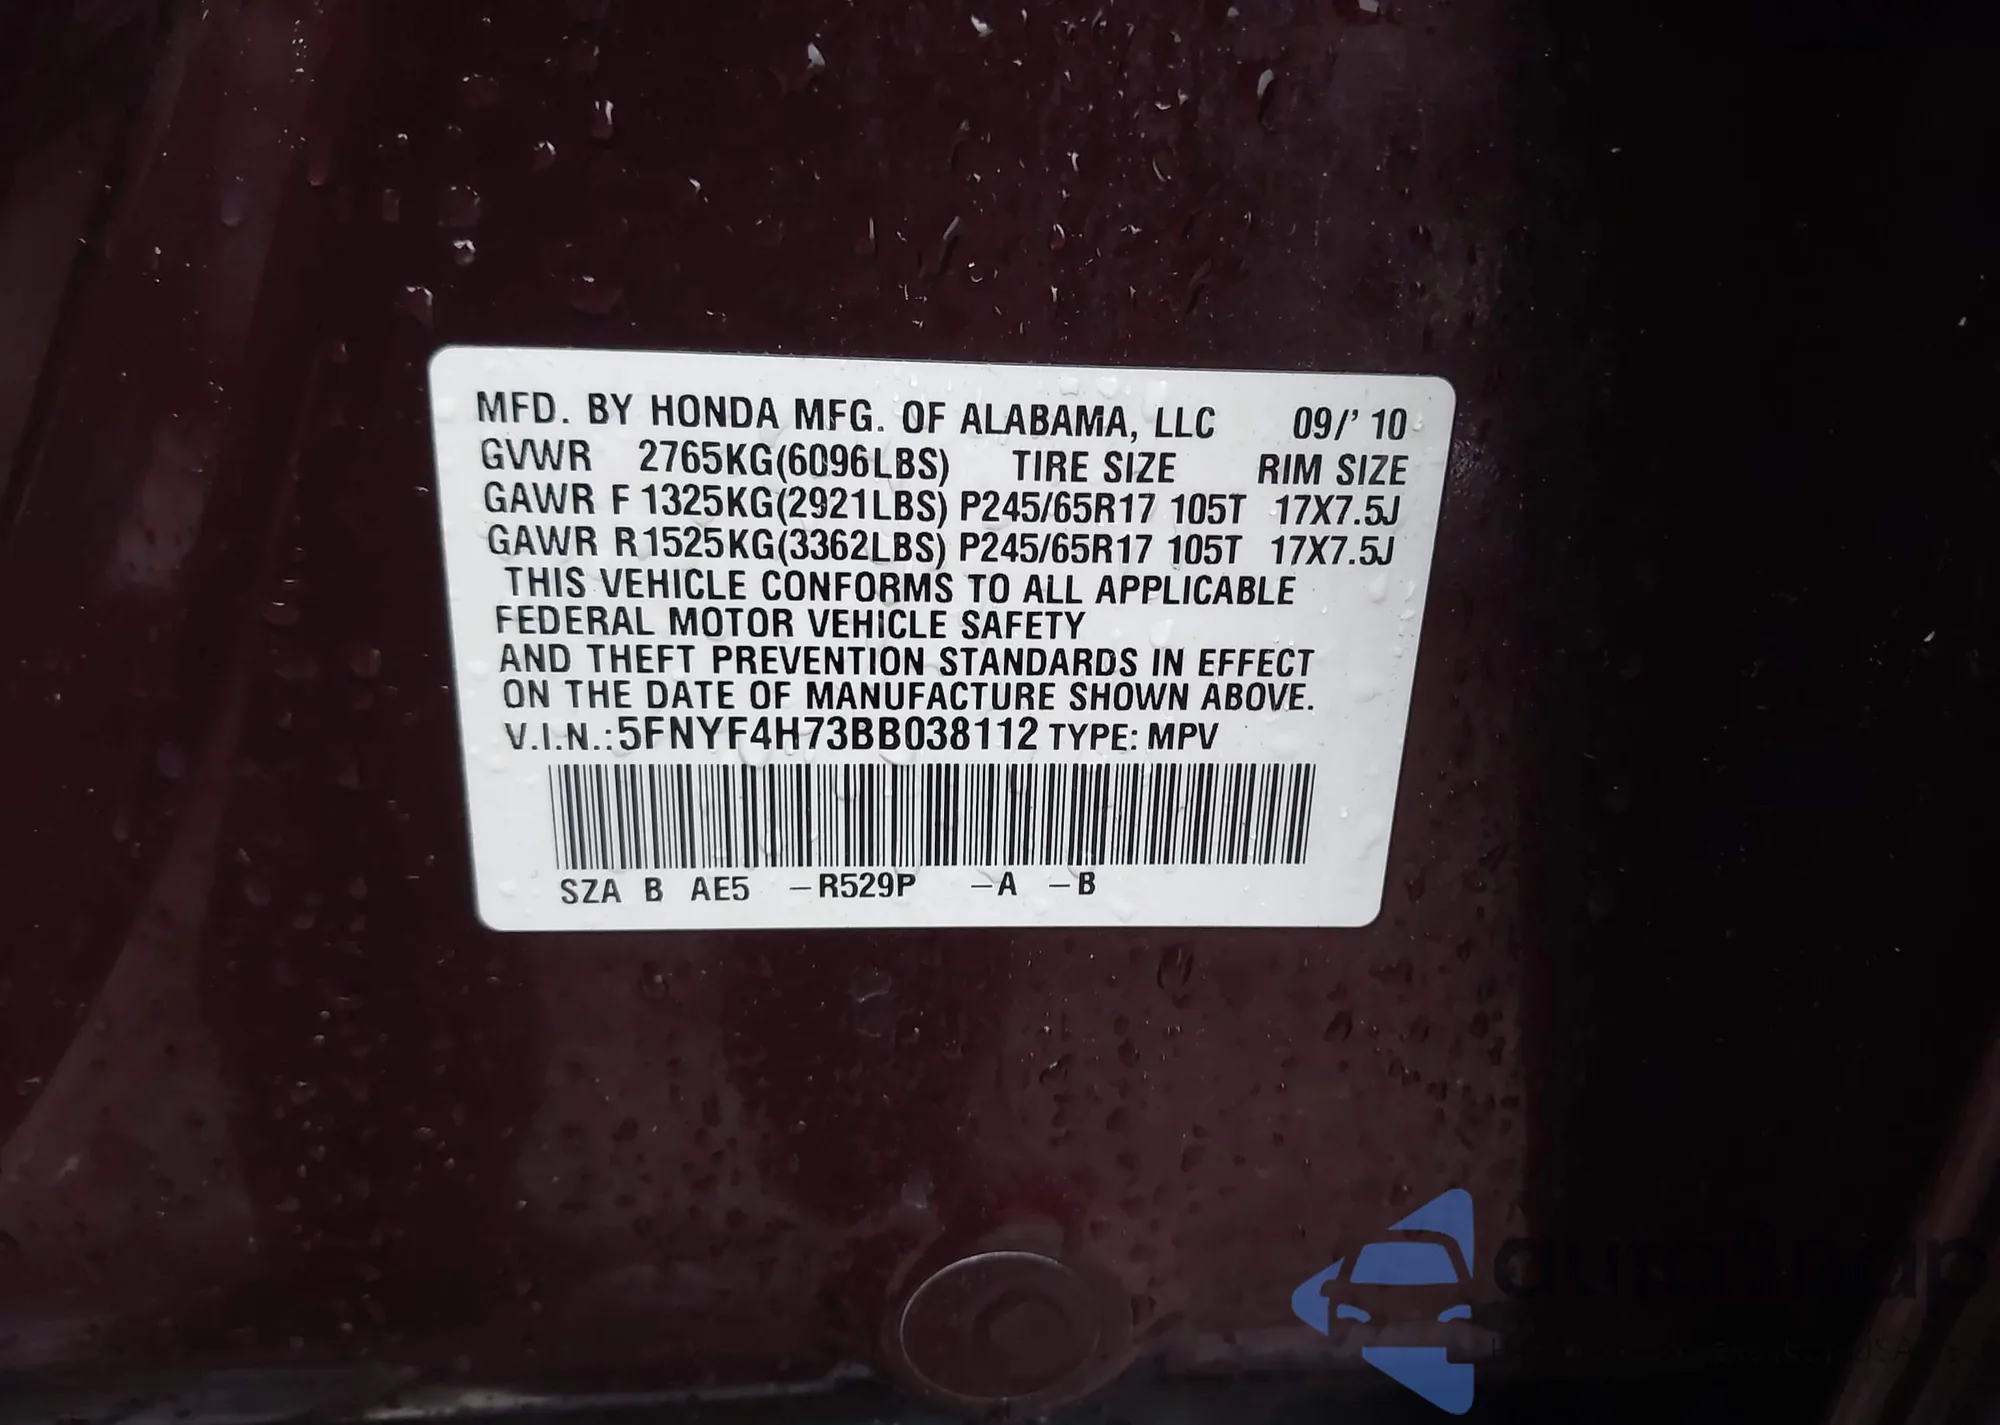 MFD. BY HONDA MFG. OF ALABAMA, LLC 09/' 10
GVWR 2765KG(6096LBS) TIRE SIZE RIM SIZE
GAWR F 1325KG(2921LBS) P245/65R17 105T 17X7.5J
GAWR R 1525KG(3362LBS) P245/65R17 105T 17X7.5J
THIS VEHICLE CONFORMS TO ALL APPLICABLE
FEDERAL MOTOR VEHICLE SAFETY
AND THEFT PREVENTION STANDARDS IN EFFECT
ON THE DATE OF MANUFACTURE SHOWN ABOVE.
V.I.N.:5FNYF4H73BB038112 TYPE: MPV
SZA B AE5 –R529P –A –B